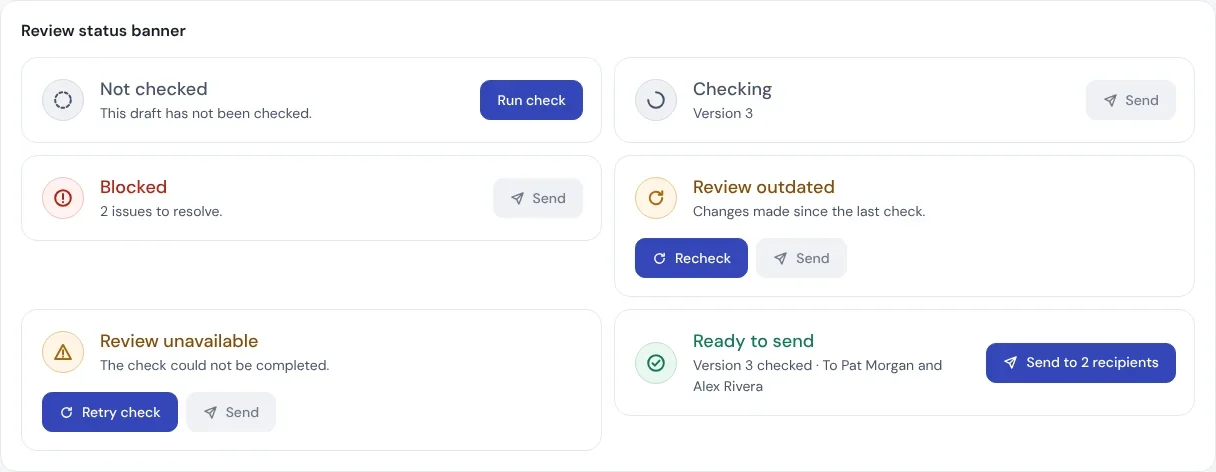 Review status banner
Not checked
This draft has not been checked.
Run check
Checking
Version 3
Send
Blocked
2 issues to resolve.
Send
Review outdated
Changes made since the last check.
Recheck
Send
Review unavailable
The check could not be completed.
Retry check
Send
Ready to send
Version 3 checked · To Pat Morgan and
Alex Rivera
Send to 2 recipients